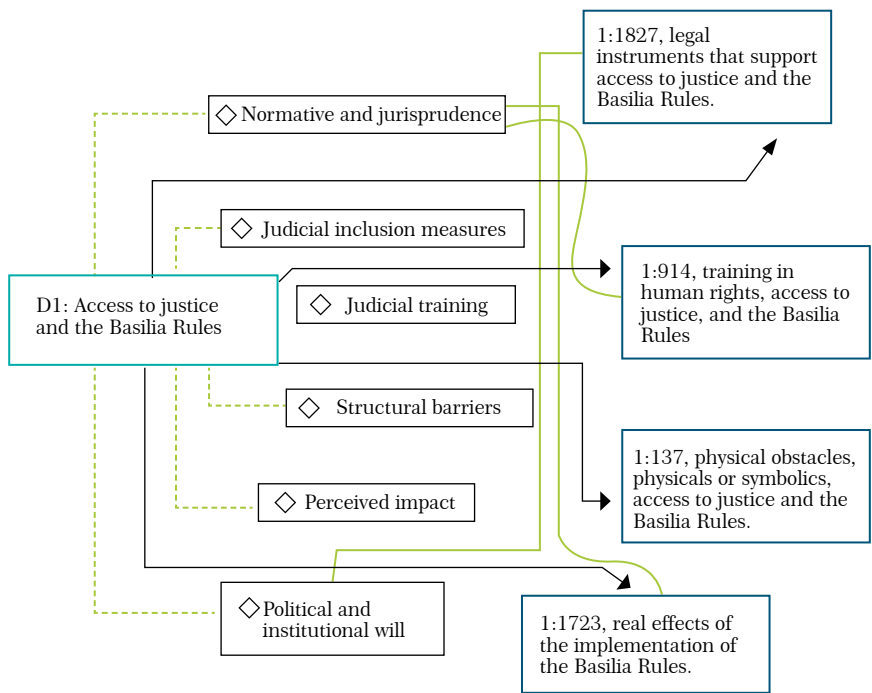 1:1827, legal
instruments that support
access to justice and the
Basilia Rules.
Normative and jurisprudence
Judicial inclusion measures
D1: Access to justice
and the Basilia Rules
Judicial training
1:914, training in
human rights, access to
justice, and the Basilia
Rules
Structural barriers
1:137, physical obstacles,
physicals or symbolics,
access to justice and the
Basilia Rules.
Perceived impact
Political and
institutional will
1:1723, real effects of
the implementation of
the Basilia Rules.